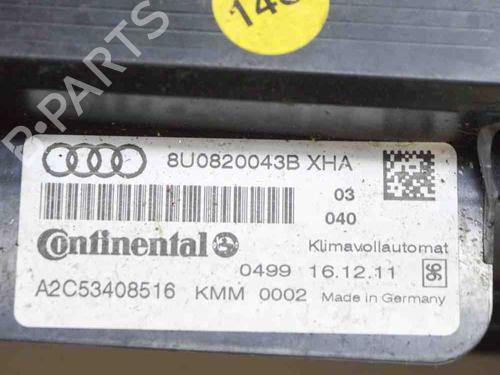 8U0820043B XHA
03
040
Continental
Klimavollautomat
0499 16.12.11
A2C53408516 KMM 0002 Made in Germany
B-PARTS